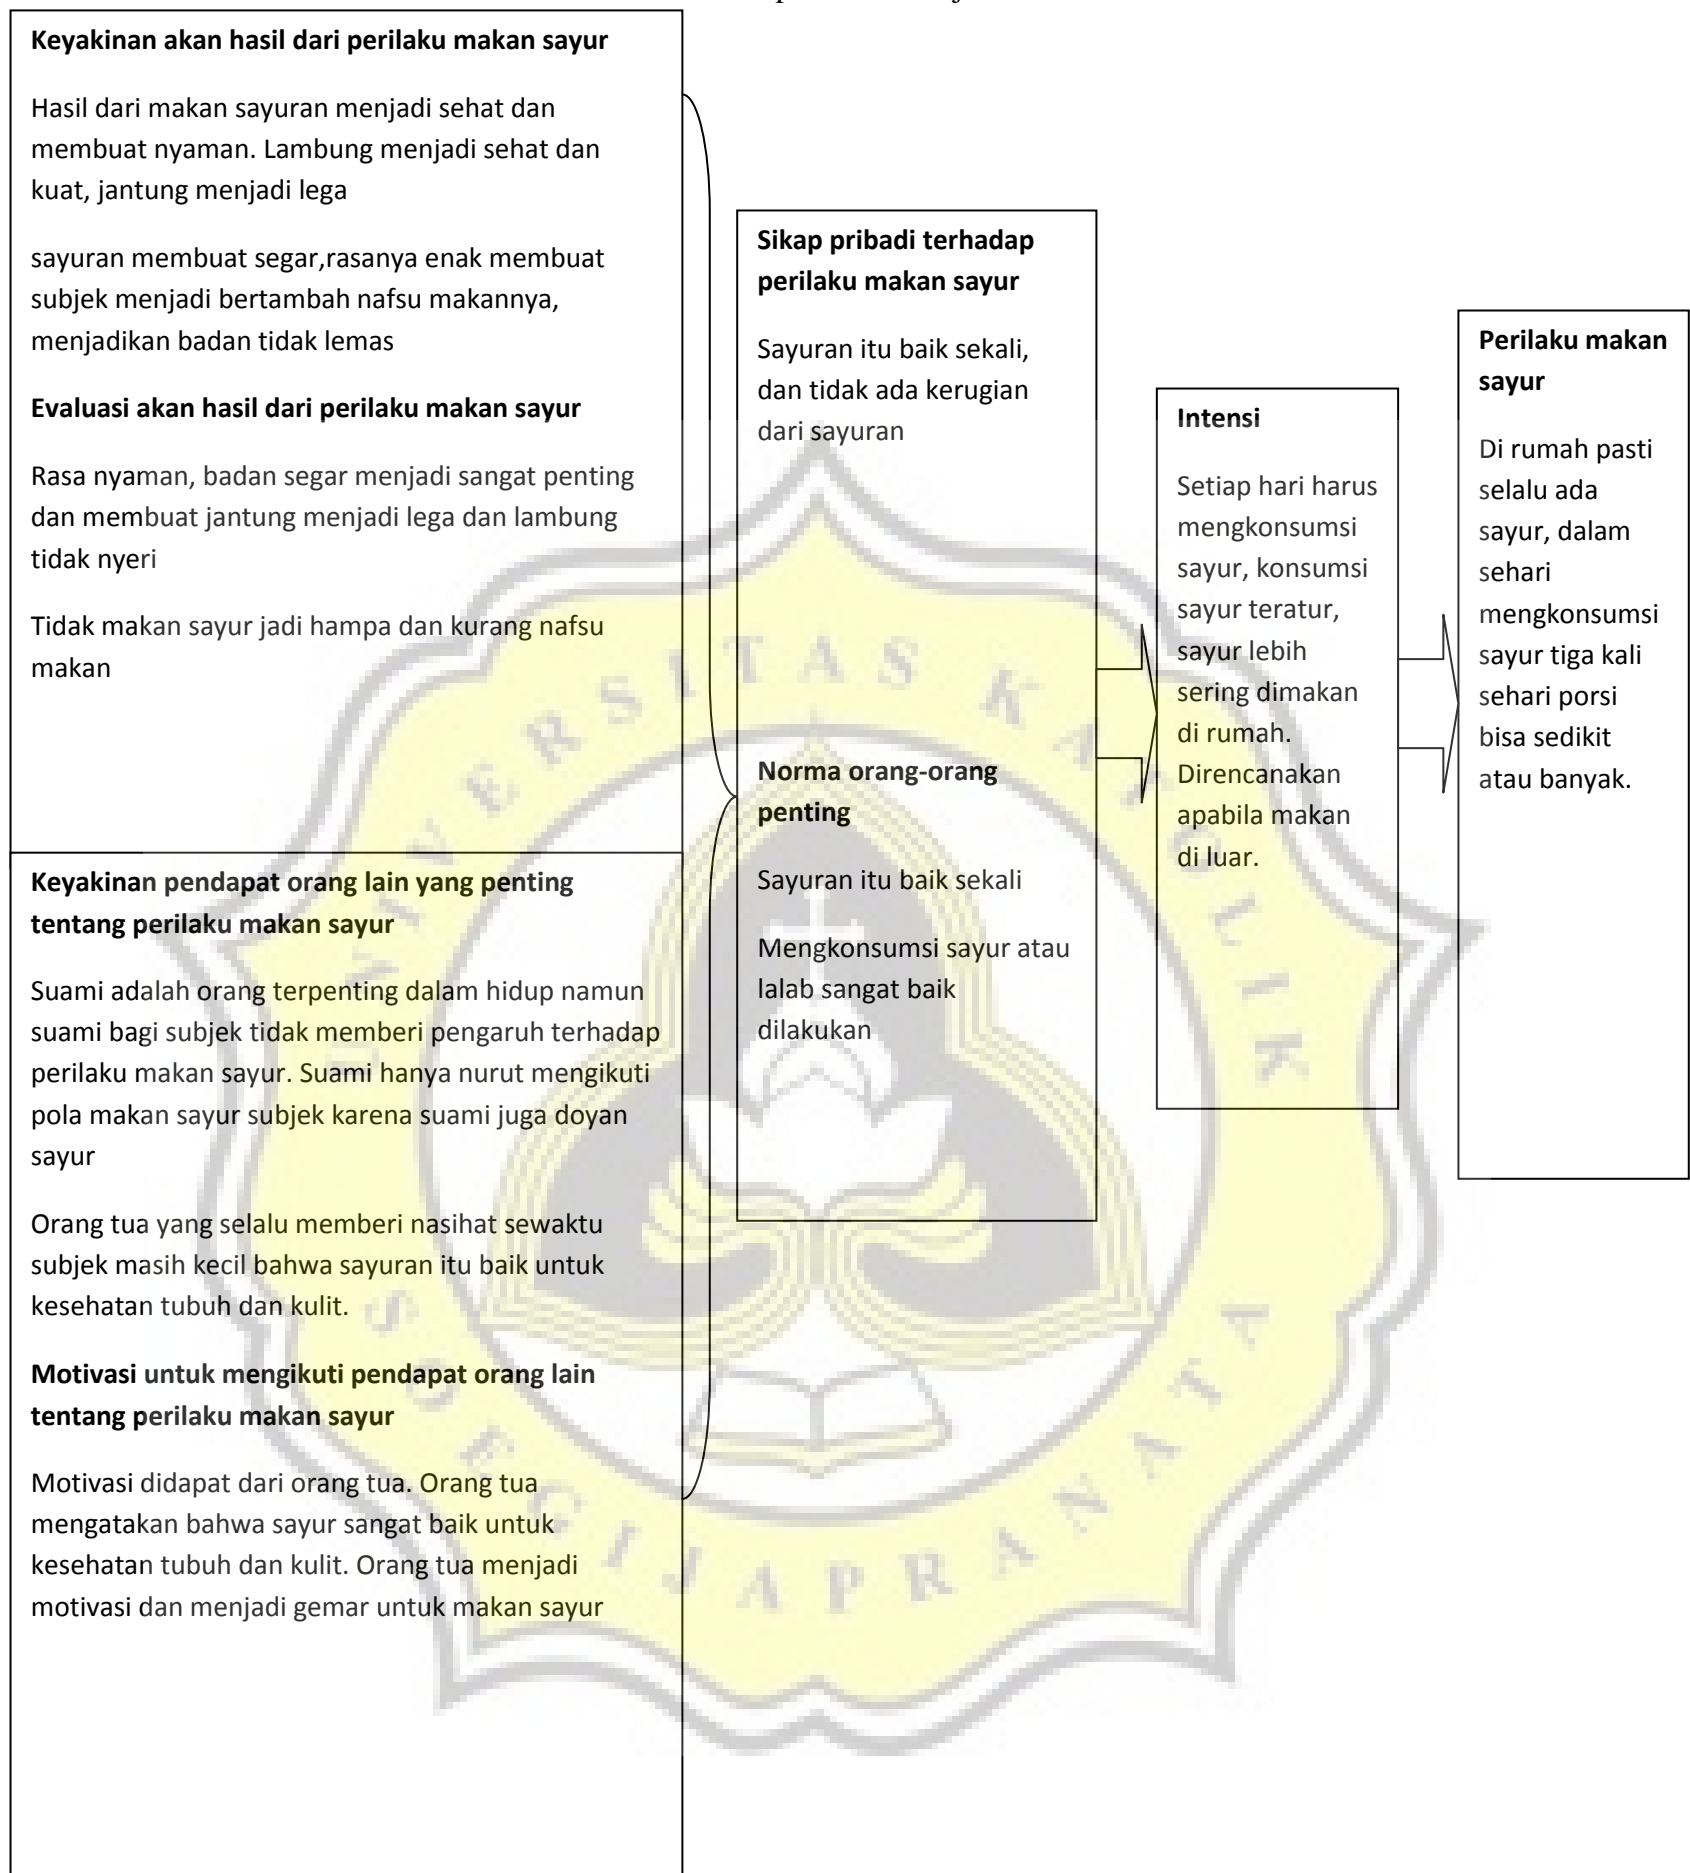 Keyakinan akan hasil dari perilaku makan sayur
Hasil dari makan sayuran menjadi sehat dan
membuat nyaman. Lambung menjadi sehat dan
kuat, jantung menjadi lega
sayuran membuat segar,rasanya enak membuat
subjek menjadi bertambah nafsu makannya,
menjadikan badan tidak lemas
Evaluasi akan hasil dari perilaku makan sayur
Rasa nyaman, badan segar menjadi sangat penting
dan membuat jantung menjadi lega dan lambung
tidak nyeri
Tidak makan sayur jadi hampa dan kurang nafsu
makan
Keyakinan pendapat orang lain yang penting
tentang perilaku makan sayur
Suami adalah orang terpenting dalam hidup namun
suami bagi subjek tidak memberi pengaruh terhadap
perilaku makan sayur. Suami hanya nurut mengikuti
pola makan sayur subjek karena suami juga doyan
sayur
Orang tua yang selalu memberi nasihat sewaktu
subjek masih kecil bahwa sayuran itu baik untuk
kesehatan tubuh dan kulit.
Motivasi untuk mengikuti pendapat orang lain
tentang perilaku makan sayur
Motivasi didapat dari orang tua. Orang tua
mengatakan bahwa sayur sangat baik untuk
kesehatan tubuh dan kulit. Orang tua menjadi
motivasi dan menjadi gemar untuk makan sayur
Sikap pribadi terhadap
perilaku makan sayur
Sayuran itu baik sekali,
dan tidak ada kerugian
dari sayuran
Norma orang-orang
penting
Sayuran itu baik sekali
Mengkonsumsi sayur atau
lalab sangat baik
dilakukan
Intensi
Setiap hari harus
mengkonsumsi
sayur, konsumsi
sayur teratur,
sayur lebih
sering dimakan
di rumah.
Direncanakan
apabila makan
di luar.
Perilaku makan
sayur
Di rumah pasti
selalu ada
sayur, dalam
sehari
mengkonsumsi
sayur tiga kali
sehari porsi
bisa sedikit
atau banyak.
UNIVERSITAS KATOLIK
SOEGIJAPRANATA